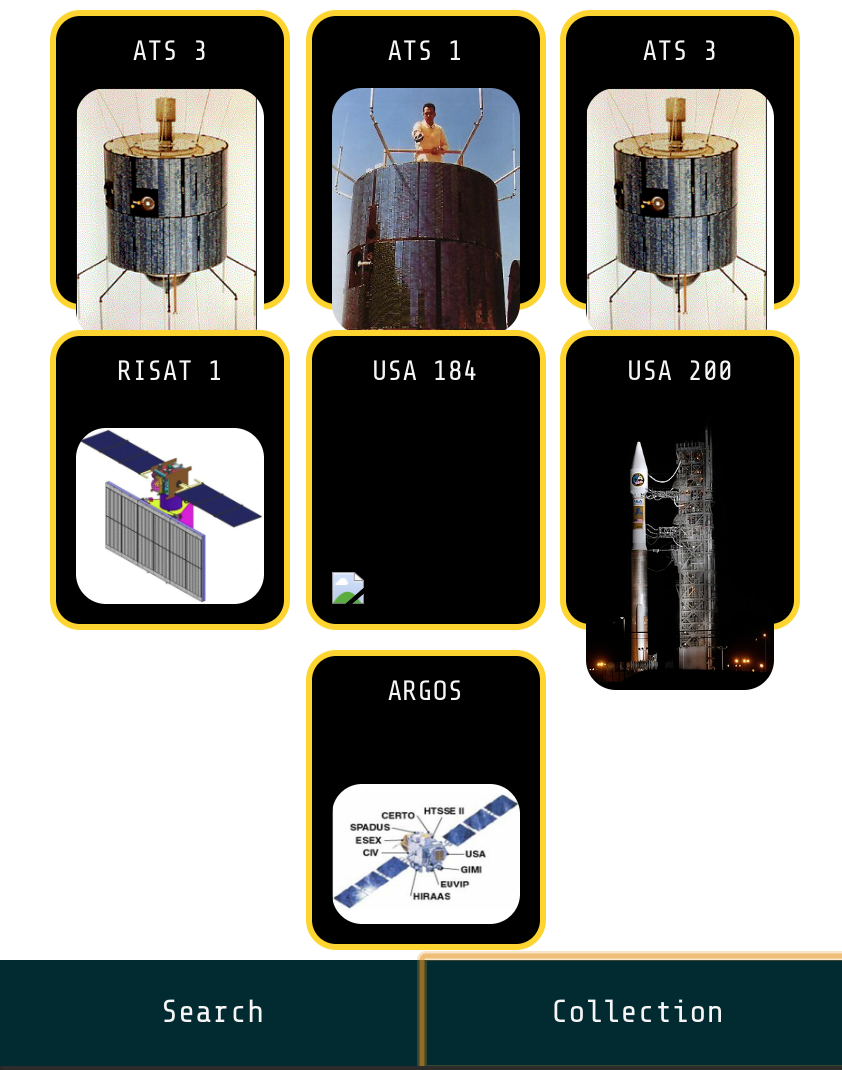 ATS 3
ATS 1
ATS 3
RISAT 1
USA 184
USA 200
ARGOS
CERTO
HTSSE II
SPADUS
ESEX
CIV
USA
GIMI
EUVIP
HIRAAS
Search
Collection